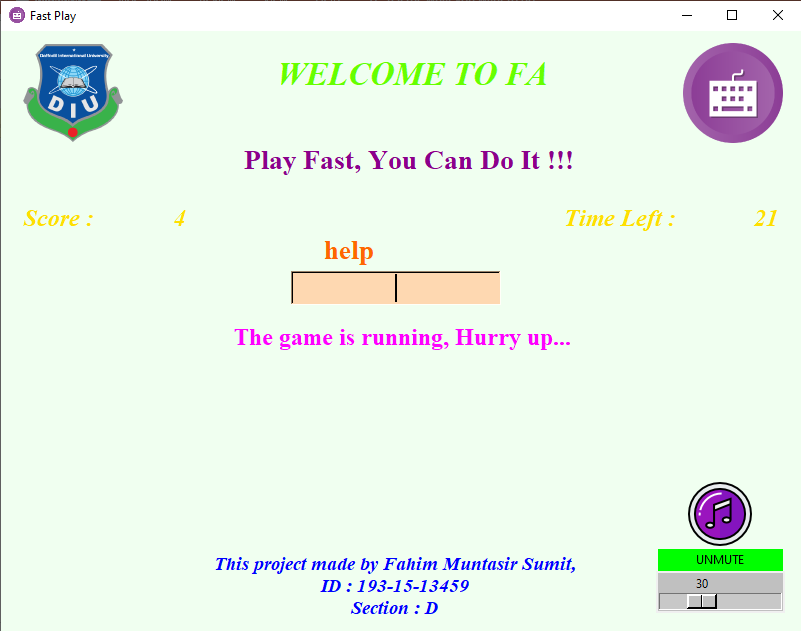 Fast Play
Daffodil International University
DIU
WELCOME TO FA
Play Fast, You Can Do It !!!
Score : 4 Time Left : 21
help
The game is running, Hurry up...
UNMUTE
30
This project made by Fahim Muntasir Sumit,
ID : 193-15-13459
Section : D